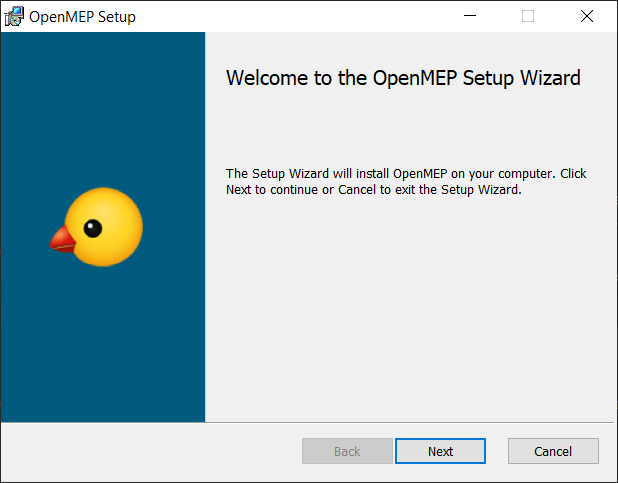 OpenMEP Setup
Welcome to the OpenMEP Setup Wizard
The Setup Wizard will install OpenMEP on your computer. Click
Next to continue or Cancel to exit the Setup Wizard.
Back
Next
Cancel